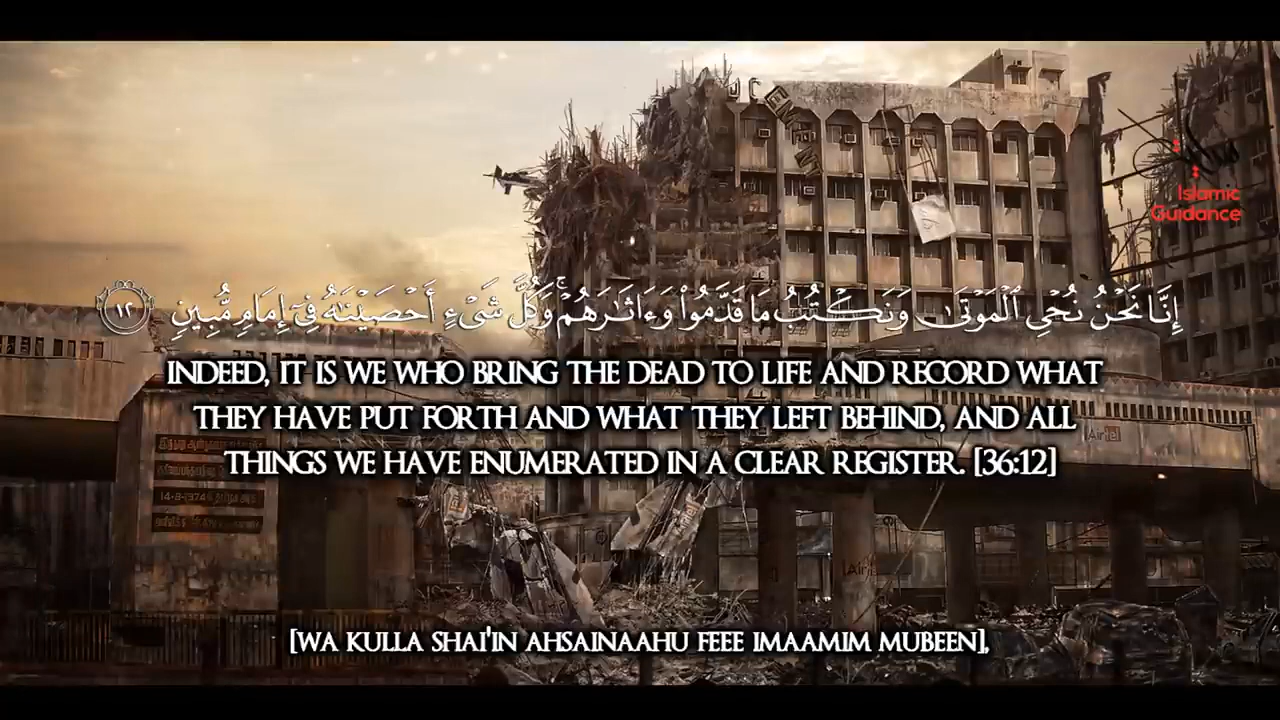 Islamic
Guidance
إِنَّا نَحْنُ نُحْيِ ٱلْمَوْتَىٰ وَنَكْتُبُ مَا قَدَّمُوا۟ وَءَاثَـٰرَهُمْ ۚ وَكُلَّ شَىْءٍ أَحْصَيْنَـٰهُ فِىٓ إِمَامٍ مُّبِينٍ ١٢
INDEED, IT IS WE WHO BRING THE DEAD TO LIFE AND RECORD WHAT
THEY HAVE PUT FORTH AND WHAT THEY LEFT BEHIND, AND ALL
THINGS WE HAVE ENUMERATED IN A CLEAR REGISTER. [36:12]
Airtel
Airtel
[WA KULLA SHAI'IN AHSAINAAHU FEEE IMAAMIM MUBEEN],